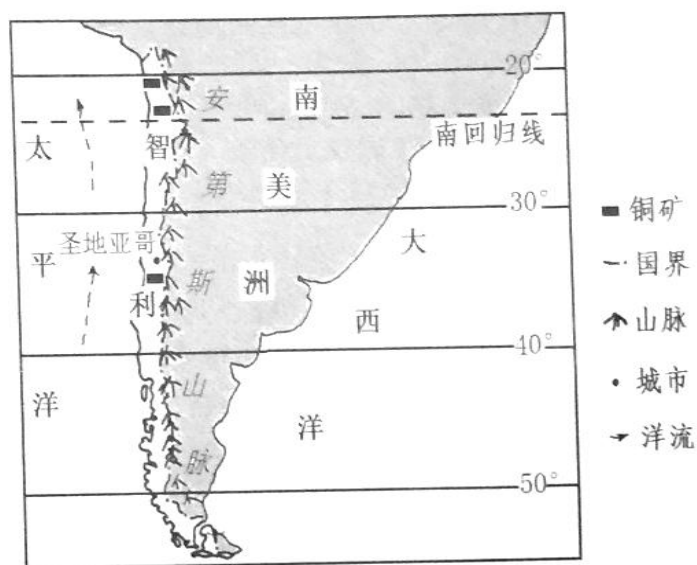 20°
安
南
南回归线
太
智
第
美
30°
圣地亚哥
大
平
斯
洲
利
西
40°
山
洋
洋
脉
50°
铜矿
国界
山脉
城市
洋流